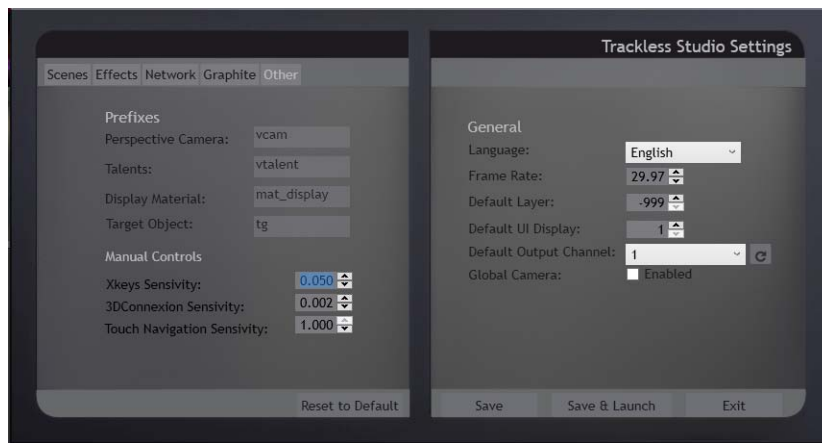 Trackless Studio Settings
Scenes Effects Network Graphite Other
Prefixes
Perspective Camera: vcam
Talents: vtalent
Display Material: mat_display
Target Object: tg
Manual Controls
Xkeys Sensivity: 0.050
3DConnexion Sensivity: 0.002
Touch Navigation Sensivity: 1.000
Reset to Default
General
Language: English
Frame Rate: 29.97
Default Layer: -999
Default UI Display: 1
Default Output Channel: 1
Global Camera: Enabled
Save Save & Launch Exit